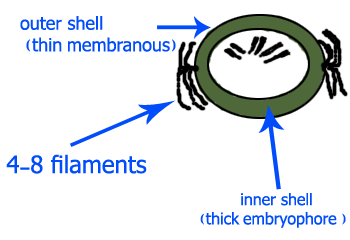 outer shell
(thin membranous)
4-8 filaments
inner shell
(thick embryophore )